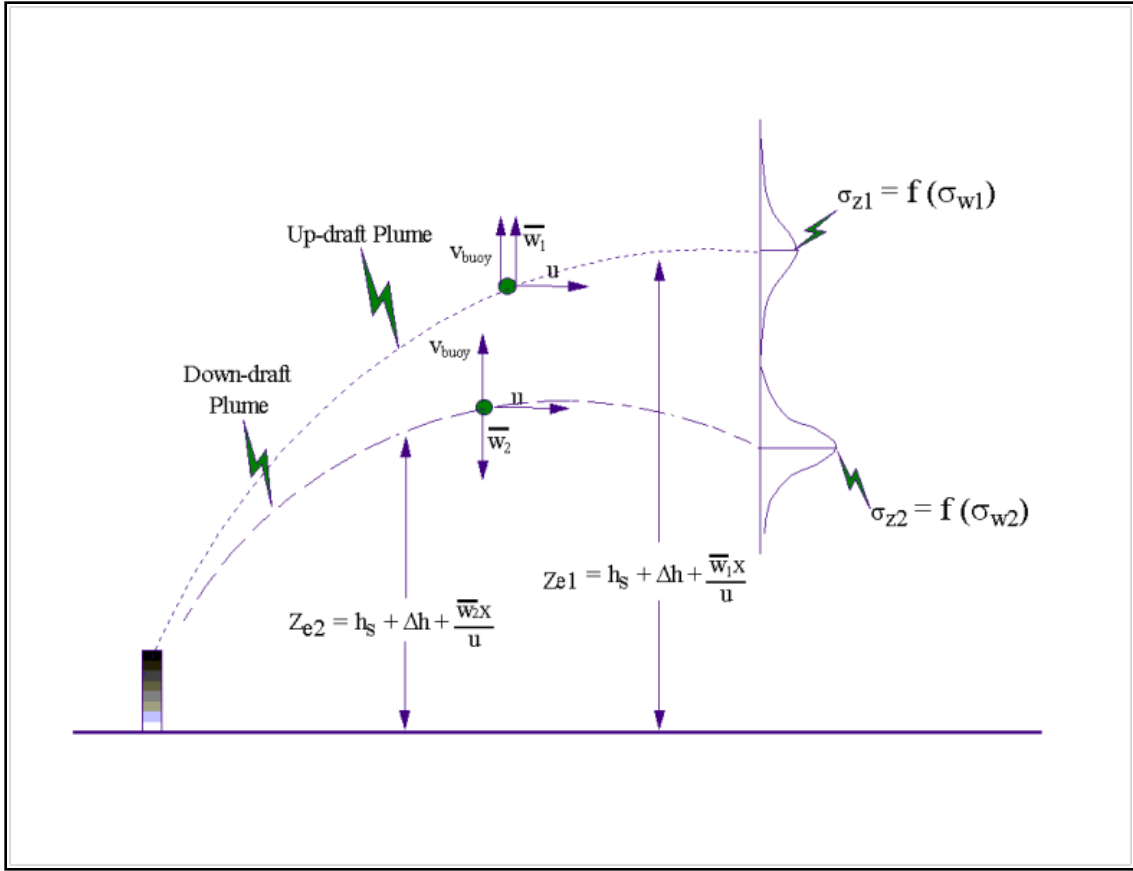 σz1 = f (σw1)
Up-draft Plume
vbuoy
w̅1
u
vbuoy
Down-draft
Plume
u
w̅2
σz2 = f (σw2)
Ze1 = hs + Δh + w̅1x/u
Ze2 = hs + Δh + w̅2x/u